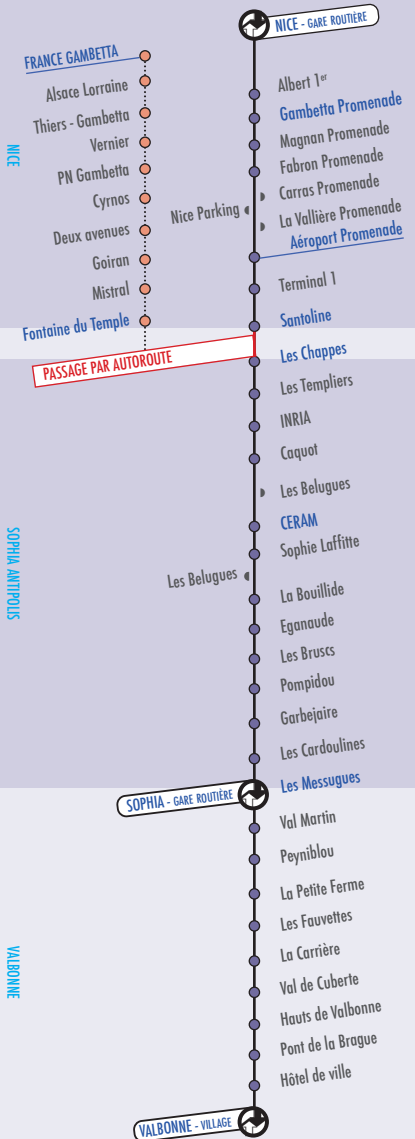 NICE - GARE ROUTIÈRE
FRANCE GAMBETTA
Alsace Lorraine
Thiers - Gambetta
Vernier
PN Gambetta
Cyrnos
Deux avenues
Goiran
Mistral
Fontaine du Temple
NICE
Albert 1er
Gambetta Promenade
Magnan Promenade
Fabron Promenade
Carras Promenade
Nice Parking
La Vallière Promenade
Aéroport Promenade
Terminal 1
Santoline
PASSAGE PAR AUTOROUTE
Les Chappes
Les Templiers
INRIA
Caquot
Les Belugues
CERAM
Sophie Laffitte
Les Belugues
SOPHIA ANTIPOLIS
La Bouillide
Eganaude
Les Bruscs
Pompidou
Garbejaire
Les Cardoulines
Les Messugues
SOPHIA - GARE ROUTIÈRE
Val Martin
Peyniblou
La Petite Ferme
Les Fauvettes
La Carrière
VALBONNE
Val de Cuberte
Hauts de Valbonne
Pont de la Brague
Hôtel de ville
VALBONNE - VILLAGE